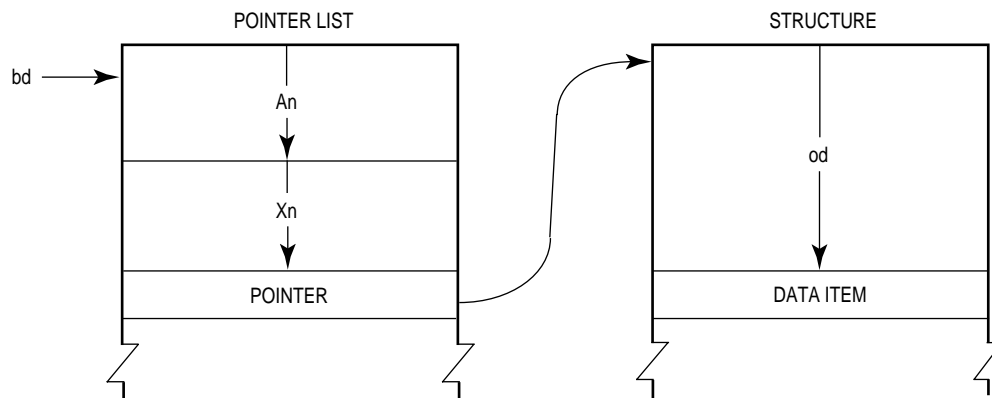 POINTER LIST
STRUCTURE
bd
An
od
Xn
POINTER
DATA ITEM